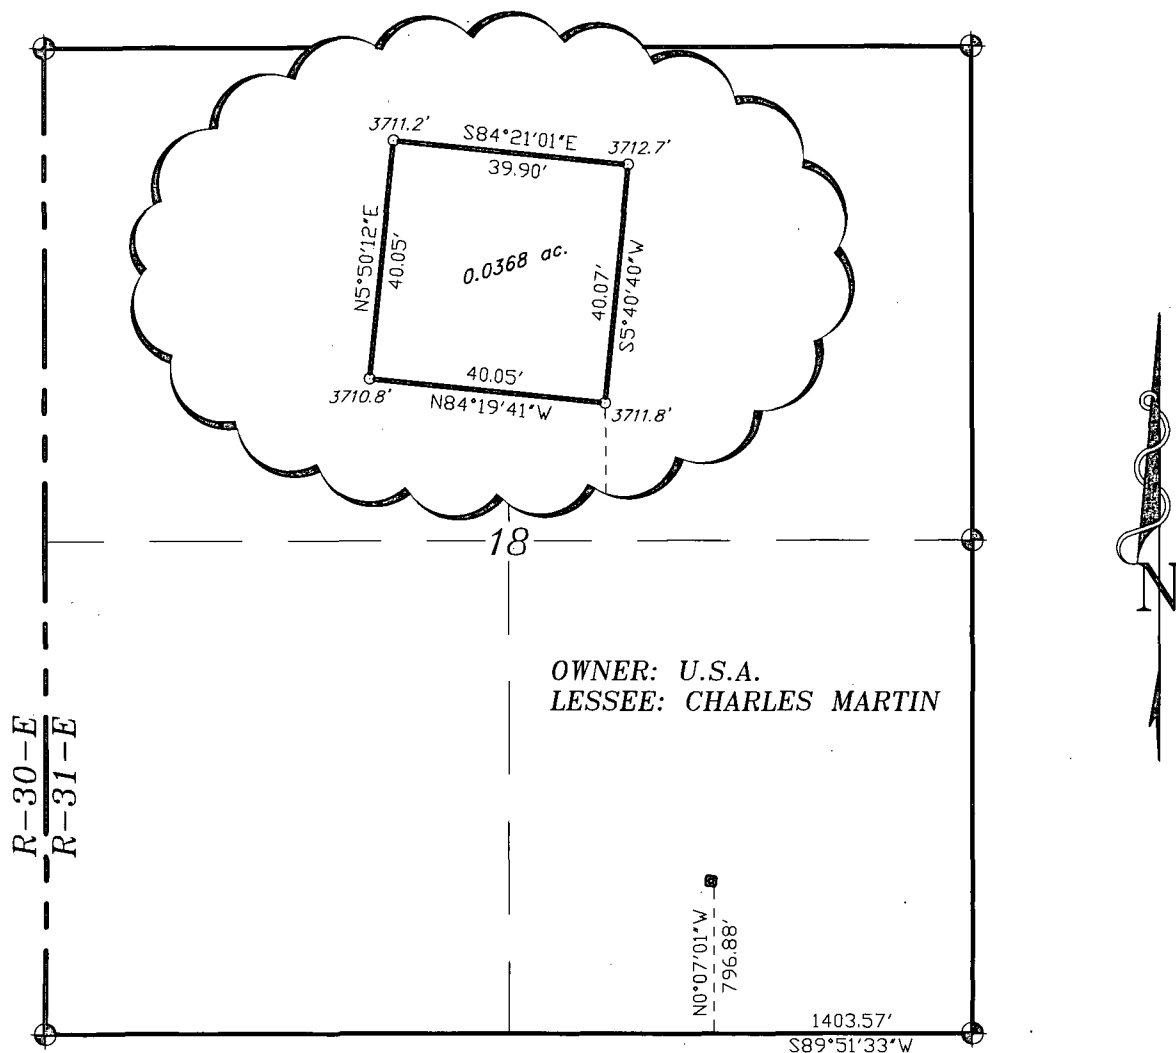 3711.2'
S84°21'01"E
3712.7'
39.90'
N5°50'12"E
40.05'
0.0368 ac.
40.07'
S5°40'40"W
40.05'
3710.8'
N84°19'41"W
3711.8'
18
N
OWNER: U.S.A.
LESSEE: CHARLES MARTIN
R-30-E
R-31-E
N0°07'01"W
796.88'
1403.57'
S89°51'33"W